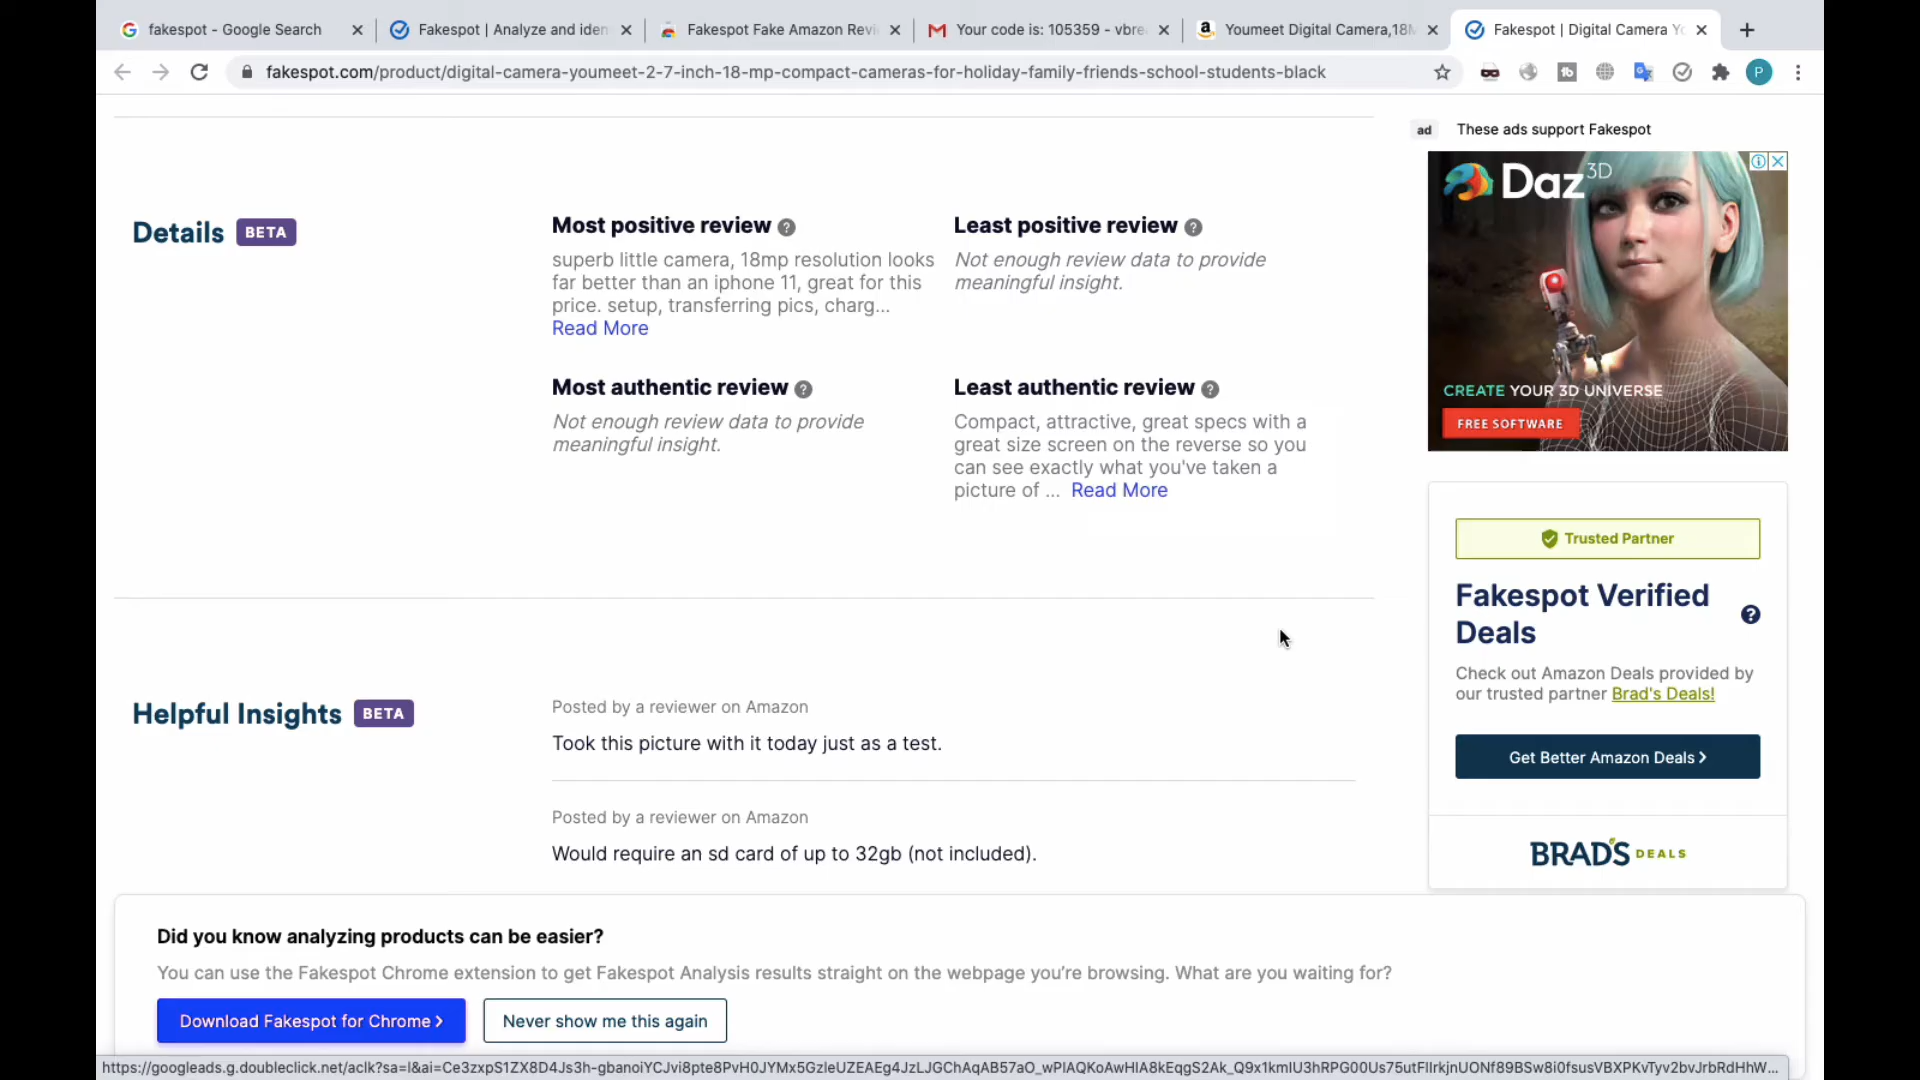 fakespot - Google Search
Fakespot | Analyze and iden
Fakespot Fake Amazon Revi
Your code is: 105359 - vbre
Youmeet Digital Camera,18M
Fakespot | Digital Camera Yo
fakespot.com/product/digital-camera-youmeet-2-7-inch-18-mp-compact-cameras-for-holiday-family-friends-school-students-black
P
ad These ads support Fakespot
Daz 3D
CREATE YOUR 3D UNIVERSE
FREE SOFTWARE
Details BETA
Most positive review
superb little camera, 18mp resolution looks
far better than an iphone 11, great for this
price. setup, transferring pics, charg...
Read More
Least positive review
Not enough review data to provide
meaningful insight.
Most authentic review
Not enough review data to provide
meaningful insight.
Least authentic review
Compact, attractive, great specs with a
great size screen on the reverse so you
can see exactly what you've taken a
picture of ... Read More
Trusted Partner
Fakespot Verified
Deals
Check out Amazon Deals provided by
our trusted partner Brad's Deals!
Get Better Amazon Deals
BRAD'S DEALS
Helpful Insights BETA
Posted by a reviewer on Amazon
Took this picture with it today just as a test.
Posted by a reviewer on Amazon
Would require an sd card of up to 32gb (not included).
Did you know analyzing products can be easier?
You can use the Fakespot Chrome extension to get Fakespot Analysis results straight on the webpage you're browsing. What are you waiting for?
Download Fakespot for Chrome
Never show me this again